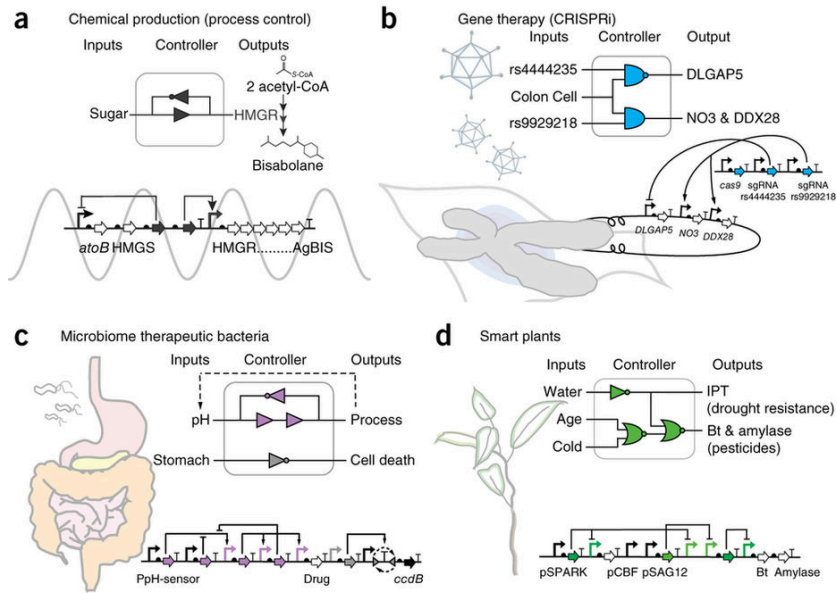 a
Chemical production (process control)
Inputs Controller Outputs
S-CoA
2 acetyl-CoA
Sugar
HMGR
Bisabolane
atoB HMGS
HMGR.........AgBIS
b
Gene therapy (CRISPRi)
Inputs Controller Output
rs4444235
DLGAP5
Colon Cell
rs9929218
NO3 & DDX28
cas9
sgRNA
rs4444235
sgRNA
rs9929218
DLGAP5
NO3
DDX28
c
Microbiome therapeutic bacteria
Inputs Controller Outputs
pH
Process
Stomach
Cell death
PpH-sensor
Drug
ccdB
d
Smart plants
Inputs Controller Outputs
Water
IPT
(drought resistance)
Age
Bt & amylase
Cold
(pesticides)
pSPARK
pCBF
pSAG12
Bt
Amylase